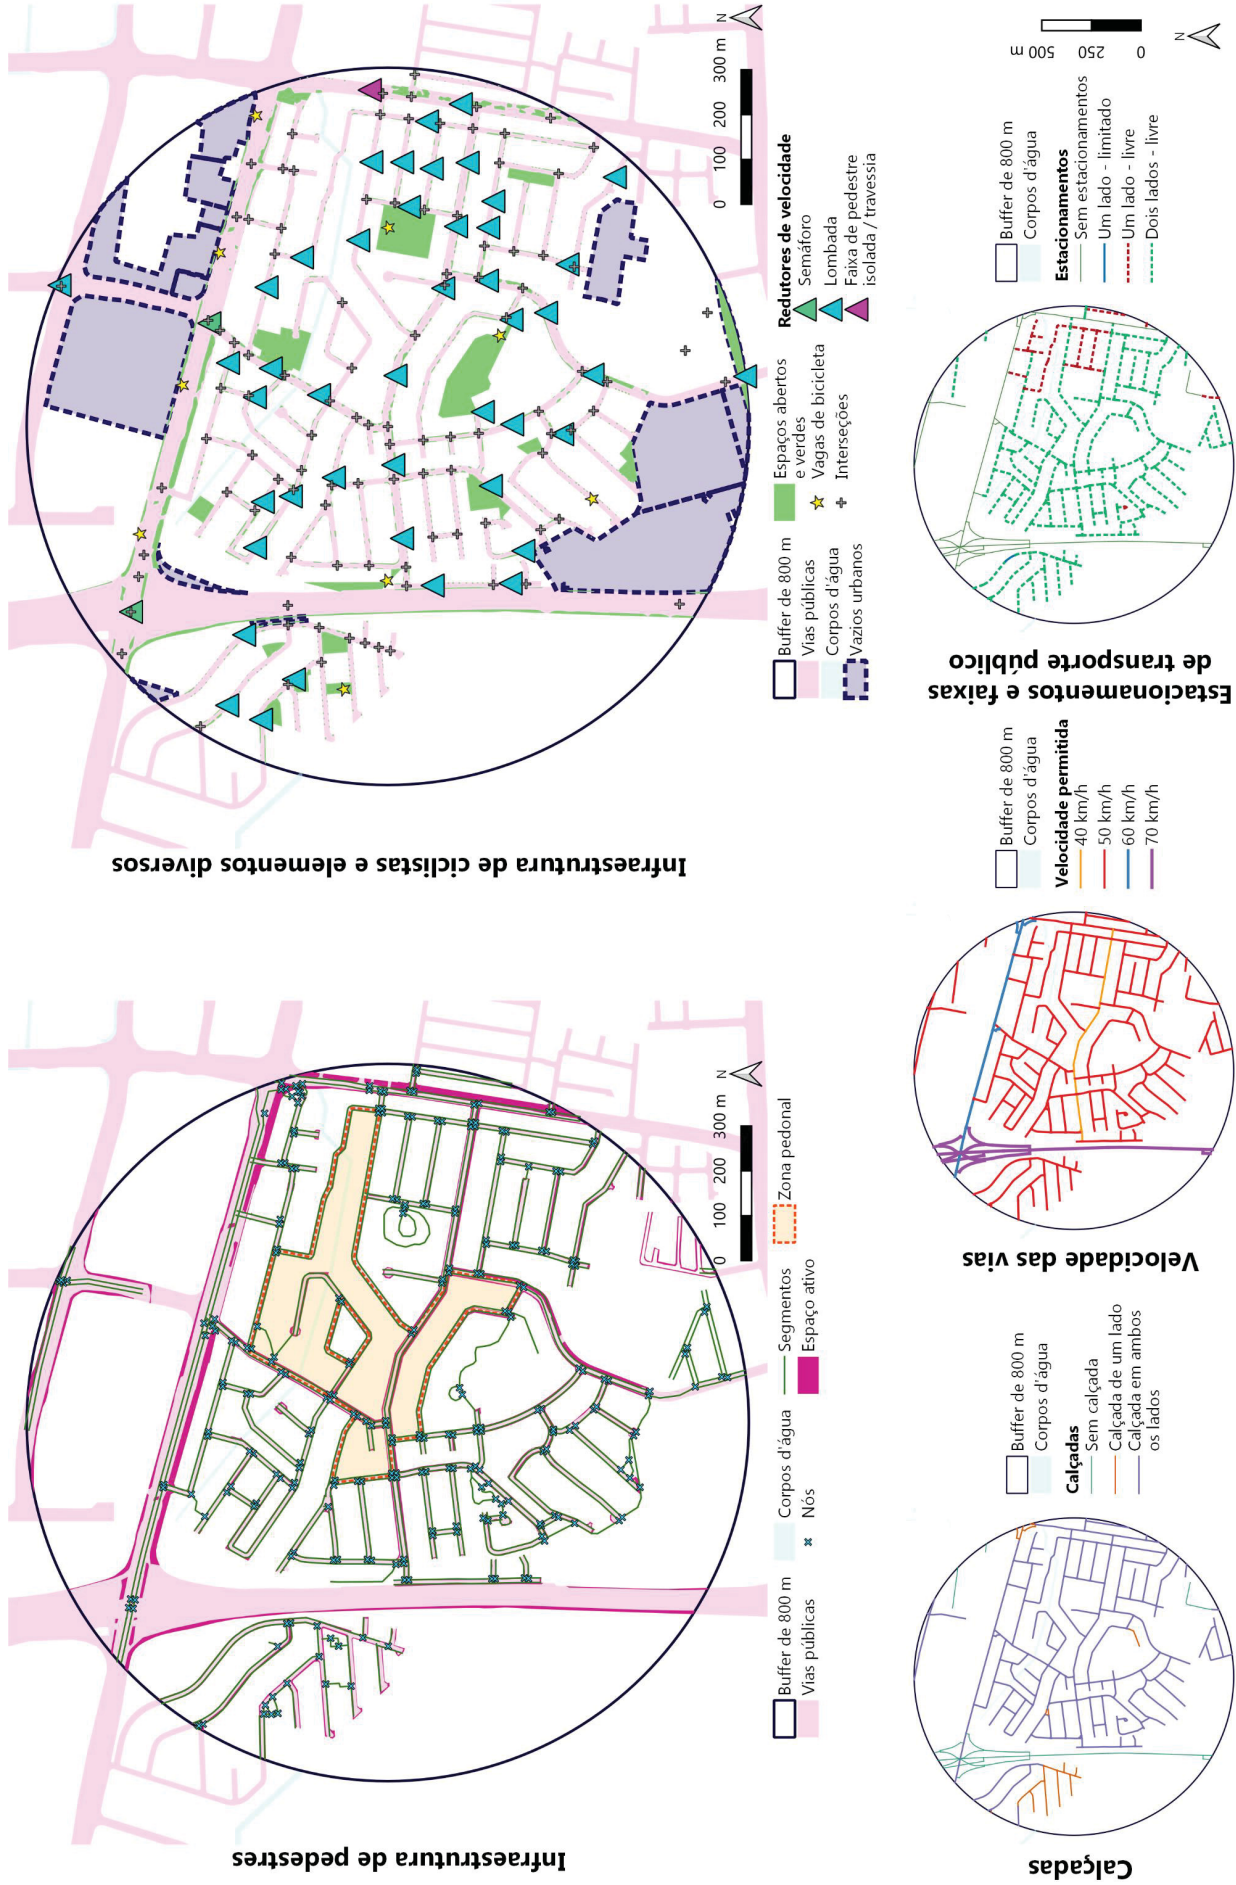 Infraestrutura de pedestres
Buffer de 800 m
Vias públicas
Corpos d'água
Nós
Segmentos
Espaço ativo
Zona pedonal
0 100 200 300 m
N
Infraestrutura de ciclistas e elementos diversos
Buffer de 800 m
Vias públicas
Corpos d'água
Vazios urbanos
Espaços abertos
e verdes
Vagas de bicicleta
Interseções
Redutores de velocidade
Semáforo
Lombada
Faixa de pedestre
isolada / travessia
0 100 200 300 m
N
Calçadas
Buffer de 800 m
Corpos d'água
Calçadas
Sem calçada
Calçada de um lado
Calçada em ambos
os lados
Velocidade das vias
Buffer de 800 m
Corpos d'água
Velocidade permitida
40 km/h
50 km/h
60 km/h
70 km/h
Estacionamentos e faixas
de transporte público
Buffer de 800 m
Corpos d'água
Estacionamentos
Sem estacionamentos
Um lado - limitado
Um lado - livre
Dois lados - livre
0 250 500
m
N